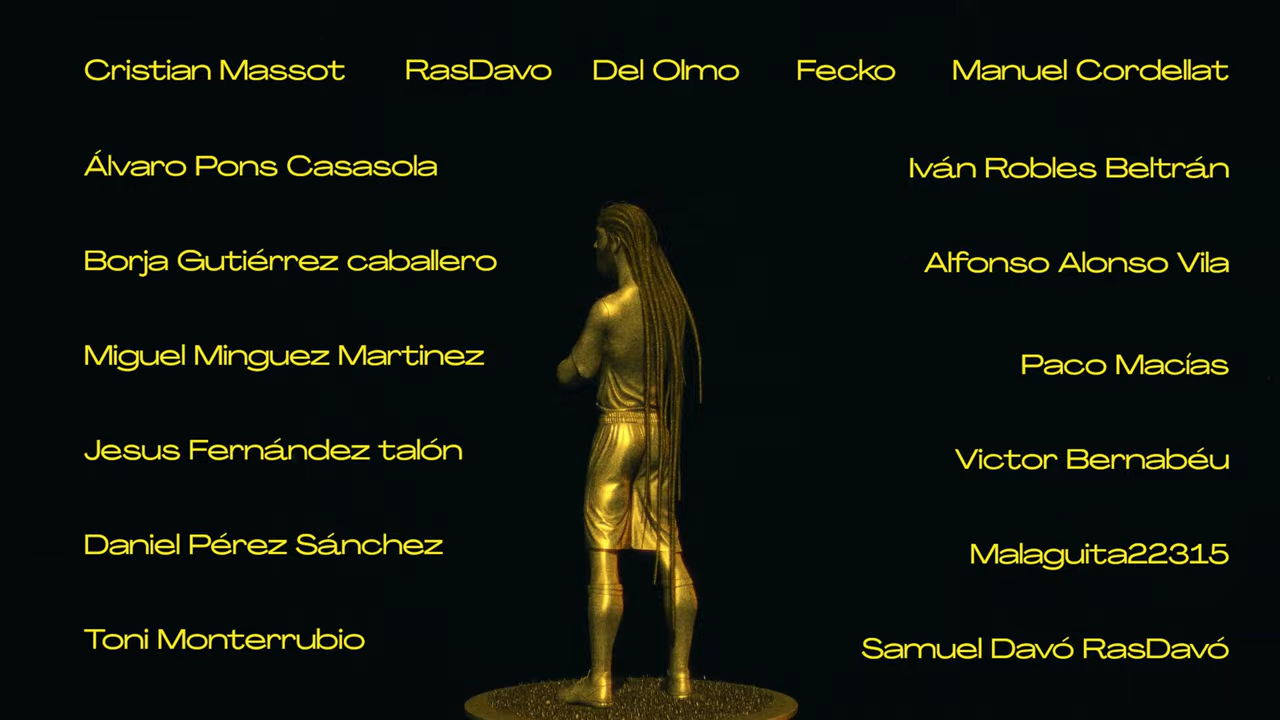 Cristian Massot RasDavo Del Olmo Fecko Manuel Cordellat
Álvaro Pons Casasola
Iván Robles Beltrán
Borja Gutiérrez caballero
Alfonso Alonso Vila
Miguel Minguez Martinez
Paco Macías
Jesus Fernández talón
Victor Bernabéu
Daniel Pérez Sánchez
Malaguita22315
Toni Monterrubio
Samuel Davó RasDavó